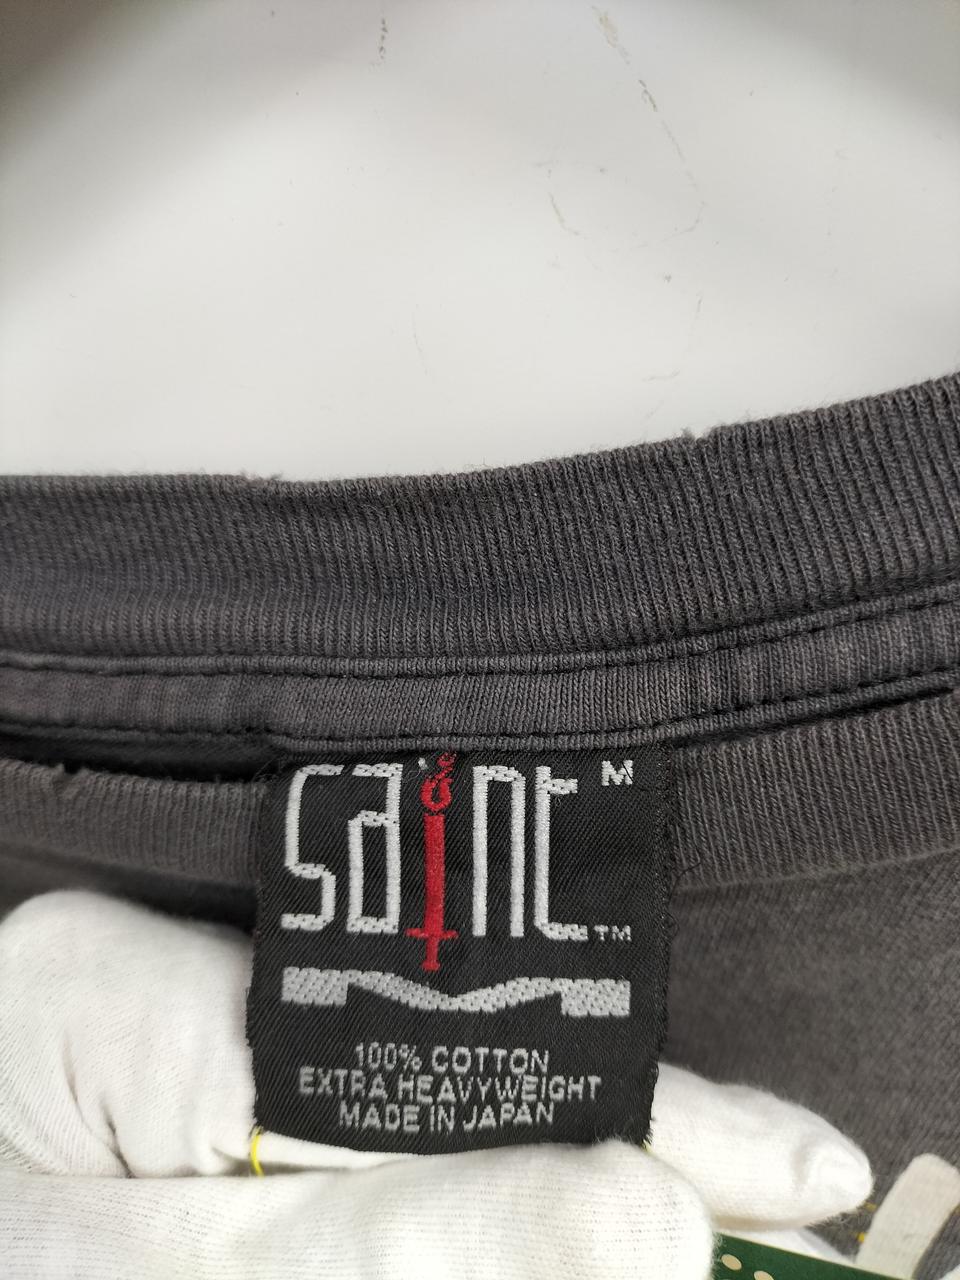 saint M
TM
100% COTTON
EXTRA HEAVYWEIGHT
MADE IN JAPAN